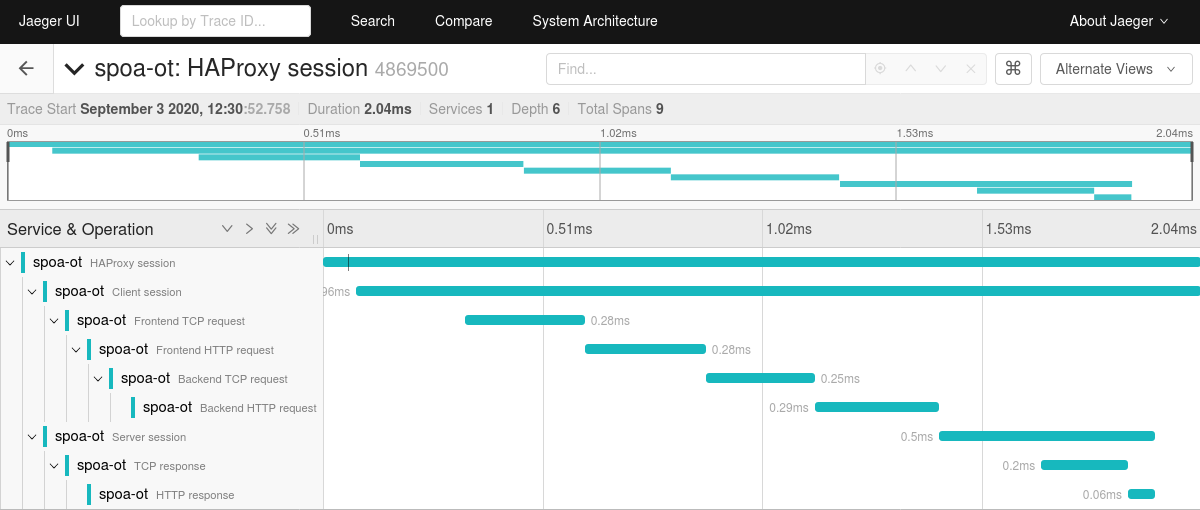 Jaeger UI Lookup by Trace ID... Search Compare System Architecture About Jaeger
spoa-ot: HAProxy session 4869500 Find... ⌘ Alternate Views
Trace Start September 3 2020, 12:30:52.758 Duration 2.04ms Services 1 Depth 6 Total Spans 9
0ms 0.51ms 1.02ms 1.53ms 2.04ms
Service & Operation 0ms 0.51ms 1.02ms 1.53ms 2.04ms
spoa-ot HAProxy session
spoa-ot Client session 96ms
spoa-ot Frontend TCP request 0.28ms
spoa-ot Frontend HTTP request 0.28ms
spoa-ot Backend TCP request 0.25ms
spoa-ot Backend HTTP request 0.29ms
spoa-ot Server session 0.5ms
spoa-ot TCP response 0.2ms
spoa-ot HTTP response 0.06ms